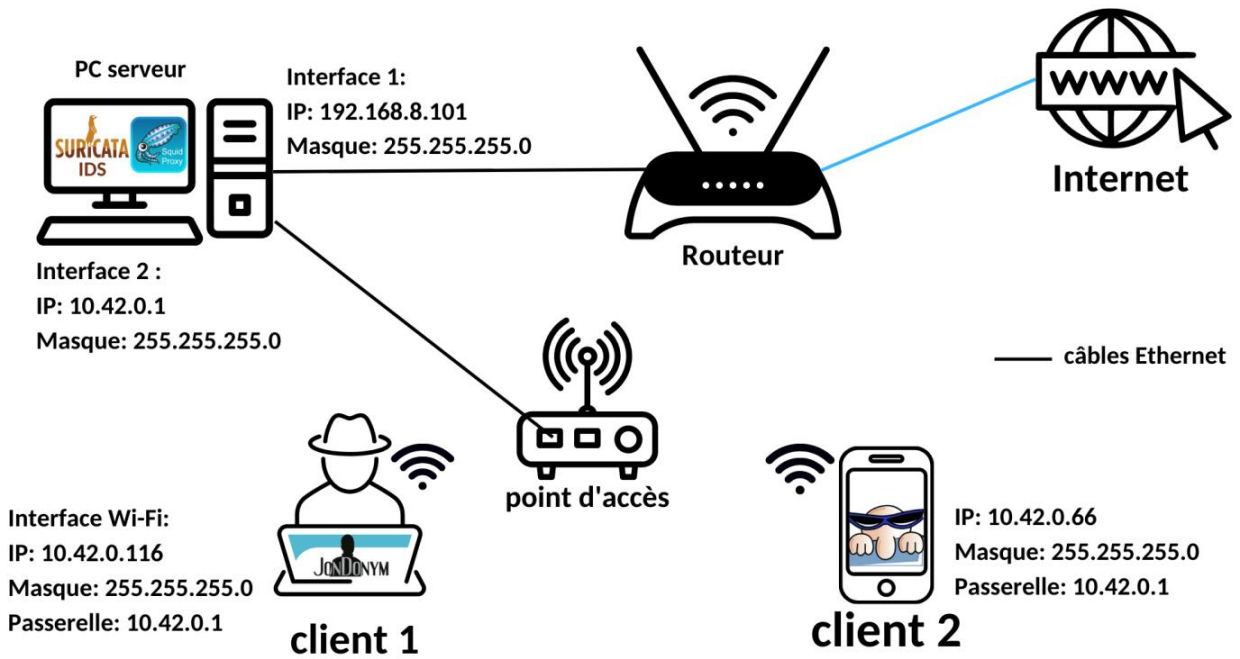 PC serveur
SURICATA
IDS
Squid
Proxy
Interface 1:
IP: 192.168.8.101
Masque: 255.255.255.0
WWW
Internet
Routeur
Interface 2 :
IP: 10.42.0.1
Masque: 255.255.255.0
câbles Ethernet
point d'accès
Interface Wi-Fi:
IP: 10.42.0.116
Masque: 255.255.255.0
Passerelle: 10.42.0.1
JONDONYM
client 1
IP: 10.42.0.66
Masque: 255.255.255.0
Passerelle: 10.42.0.1
client 2